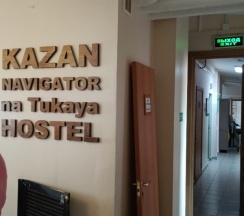 KAZAN
NAVIGATOR
na Tukaya
HOSTEL
ВЫХОД
EXIT